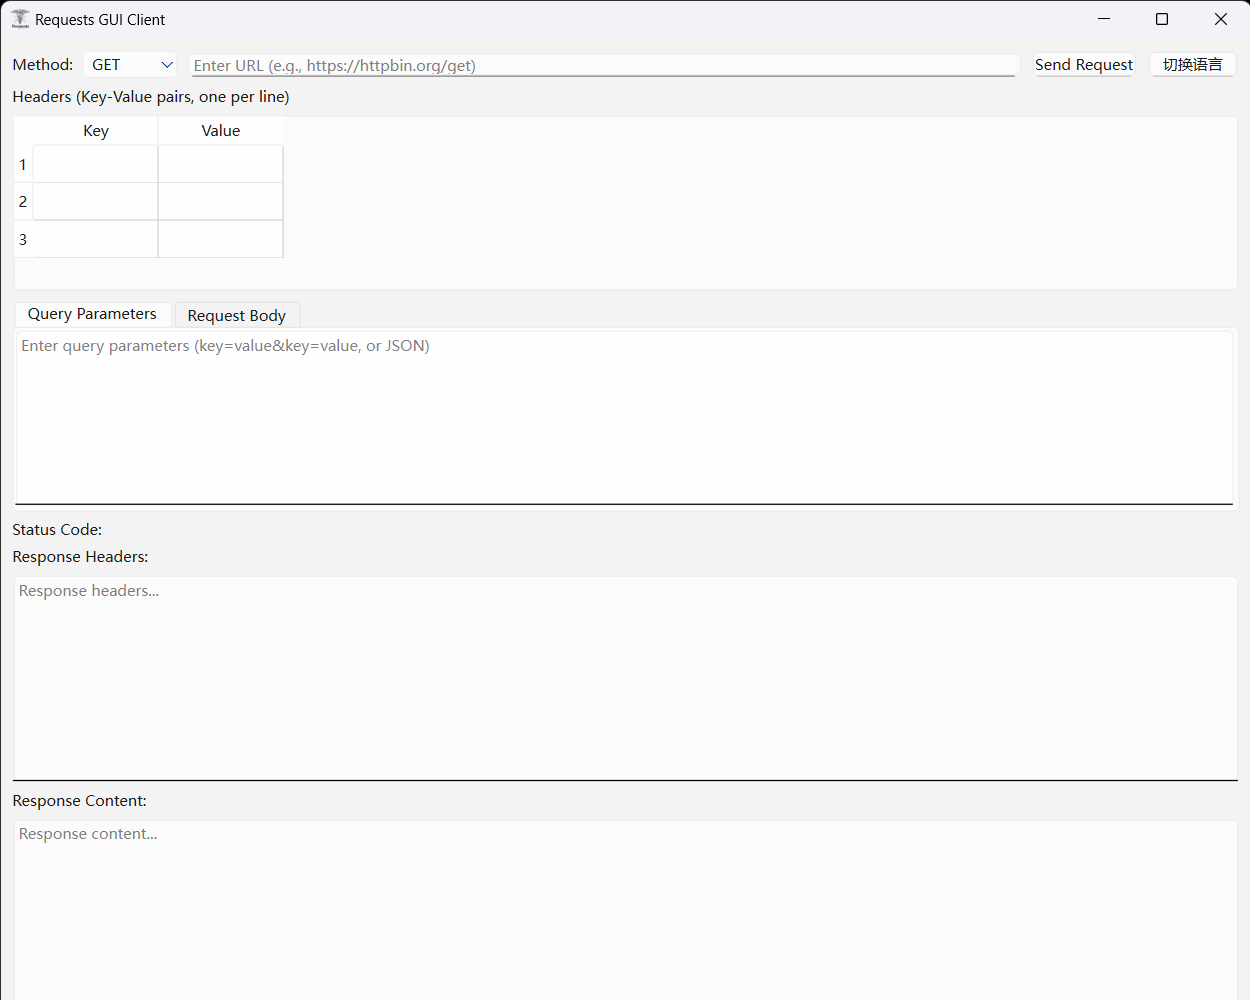 Requests GUI Client
Method: GET Enter URL (e.g., https://httpbin.org/get) Send Request 切换语言
Headers (Key-Value pairs, one per line)
Key Value
1
2
3
Query Parameters Request Body
Enter query parameters (key=value&key=value, or JSON)
Status Code:
Response Headers:
Response headers...
Response Content:
Response content...